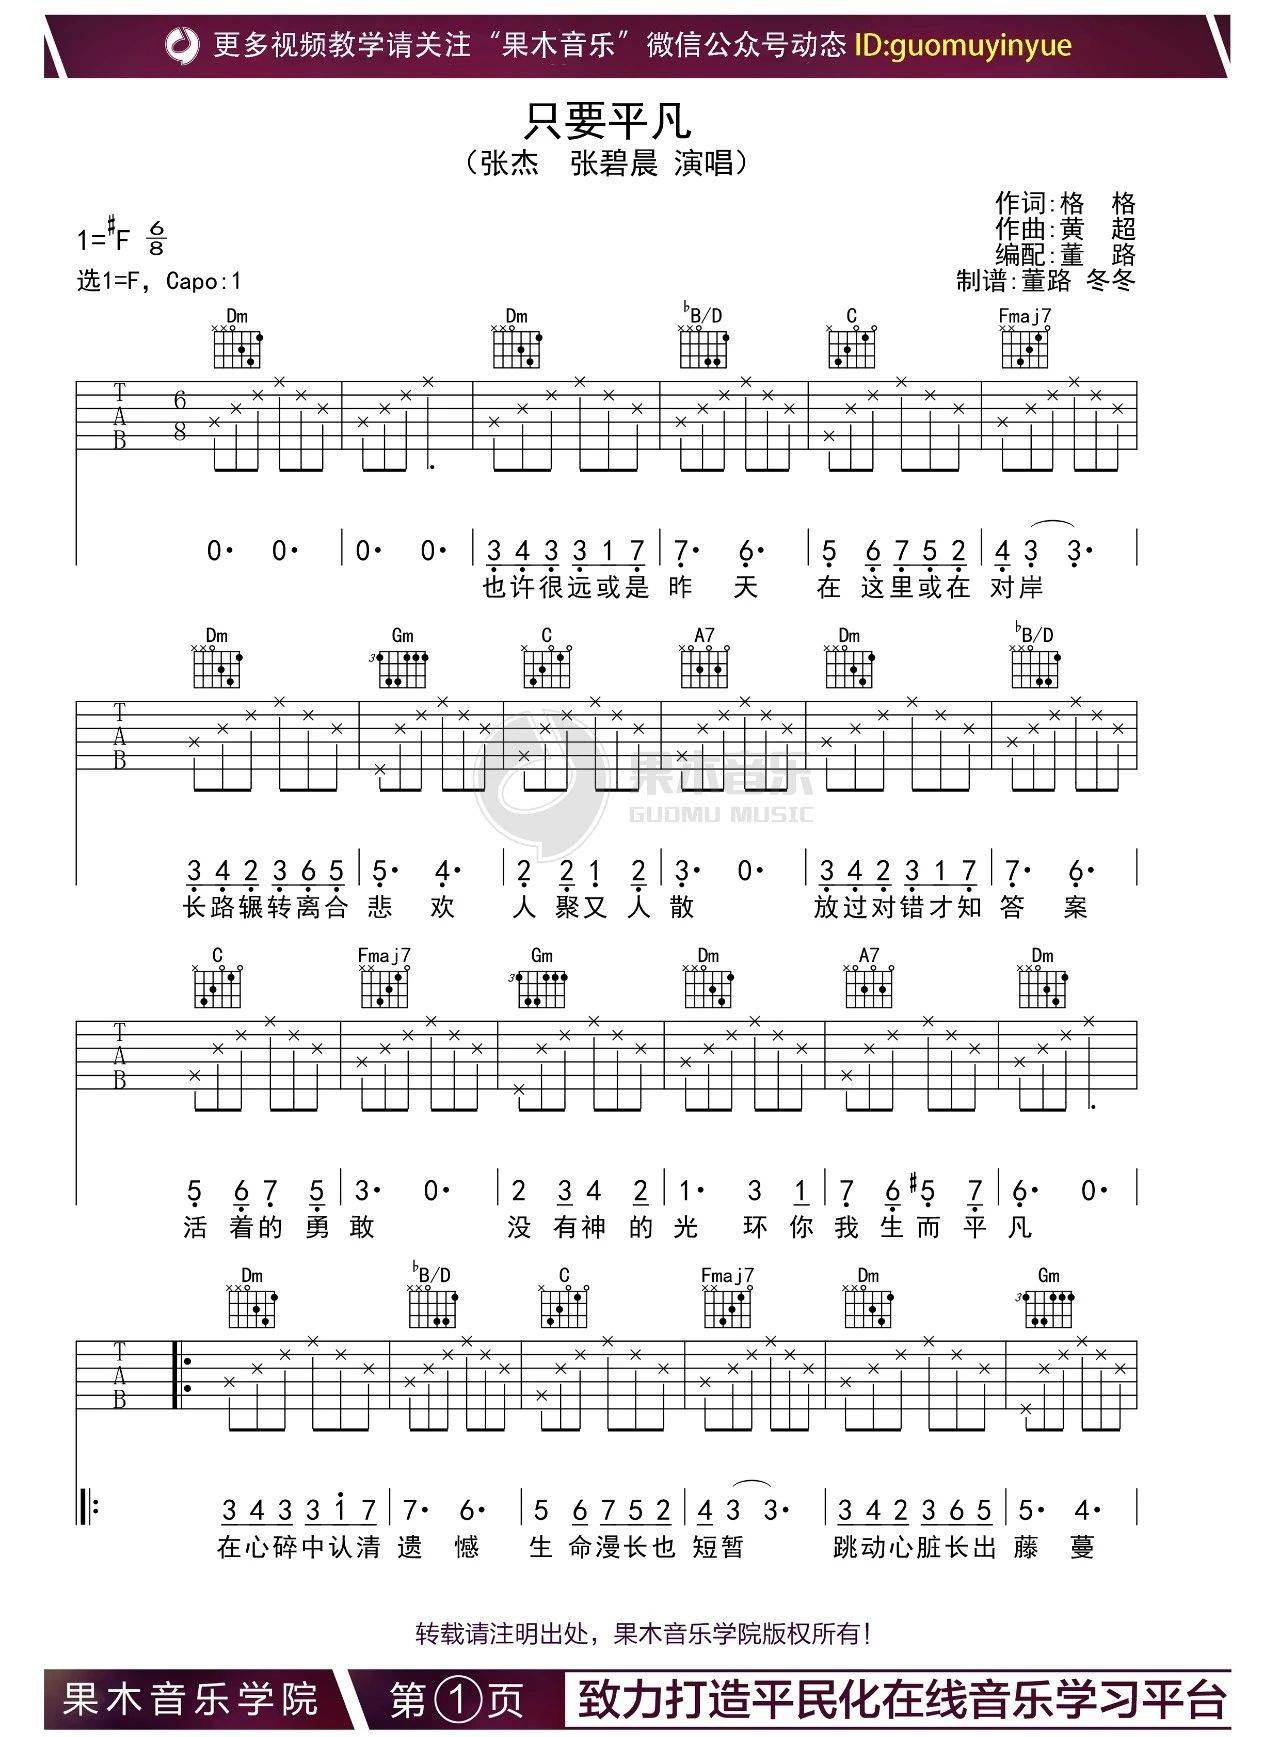 更多视频教学请关注“果木音乐”微信公众号动态 ID:guomuyinyue
只要平凡
（张杰 张碧晨 演唱）
作词:格 格
作曲:黄 超
编配:董 路
制谱:董路 冬冬
1=#F 6/8
选1=F，Capo:1
Dm Dm ♭B/D C Fmaj7
T A B 6 8
0· 0· | 0· 0· | 3 4 3 3 1 7 | 7· 6· | 5 6 7 5 2 | 4 3 3· |
也许很远或是 昨 天 在 这里或在 对岸
Dm Gm C A7 Dm ♭B/D
3
T A B
果木音乐
GUOMU MUSIC
3 4 2 3 6 5 | 5· 4· | 2 2 1 2 | 3· 0· | 3 4 2 3 1 7 | 7· 6· |
长路辗转离合 悲 欢 人 聚又 人 散 放过对错才知 答 案
C Fmaj7 Gm Dm A7 Dm
3
T A B
5 6 7 5 | 3· 0· | 2 3 4 2 | 1· 3 1 | 7 6 #5 7 | 6· 0· |
活 着的 勇 敢 没 有神 的 光 环你 我 生 而 平 凡
Dm ♭B/D C Fmaj7 Dm Gm
3
T A B
3 4 3 3 1 7 | 7· 6· | 5 6 7 5 2 | 4 3 3· | 3 4 2 3 6 5 | 5· 4· |
在心碎中认清 遗 憾 生 命漫长也 短暂 跳动心脏长出 藤 蔓
转载请注明出处，果木音乐学院版权所有！
果木音乐学院 第①页 致力打造平民化在线音乐学习平台